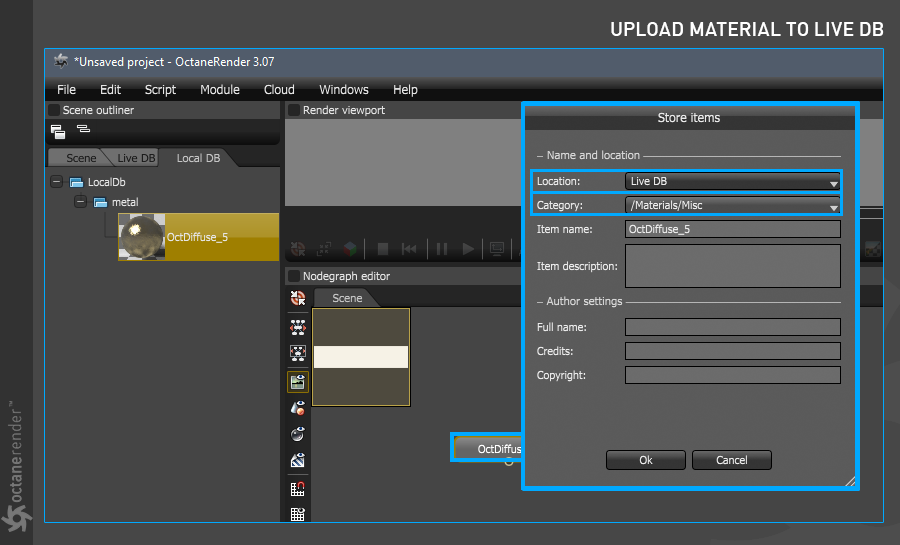 UPLOAD MATERIAL TO LIVE DB
*Unsaved project - OctaneRender 3.07
File Edit Script Module Cloud Windows Help
Scene outliner
Render viewport
Scene Live DB Local DB
LocalDb
metal
OctDiffuse_5
Nodegraph editor
Scene
OctDiffus
Store items
Name and location
Location: Live DB
Category: /Materials/Misc
Item name: OctDiffuse_5
Item description:
Author settings
Full name:
Credits:
Copyright:
Ok Cancel
octanerender™